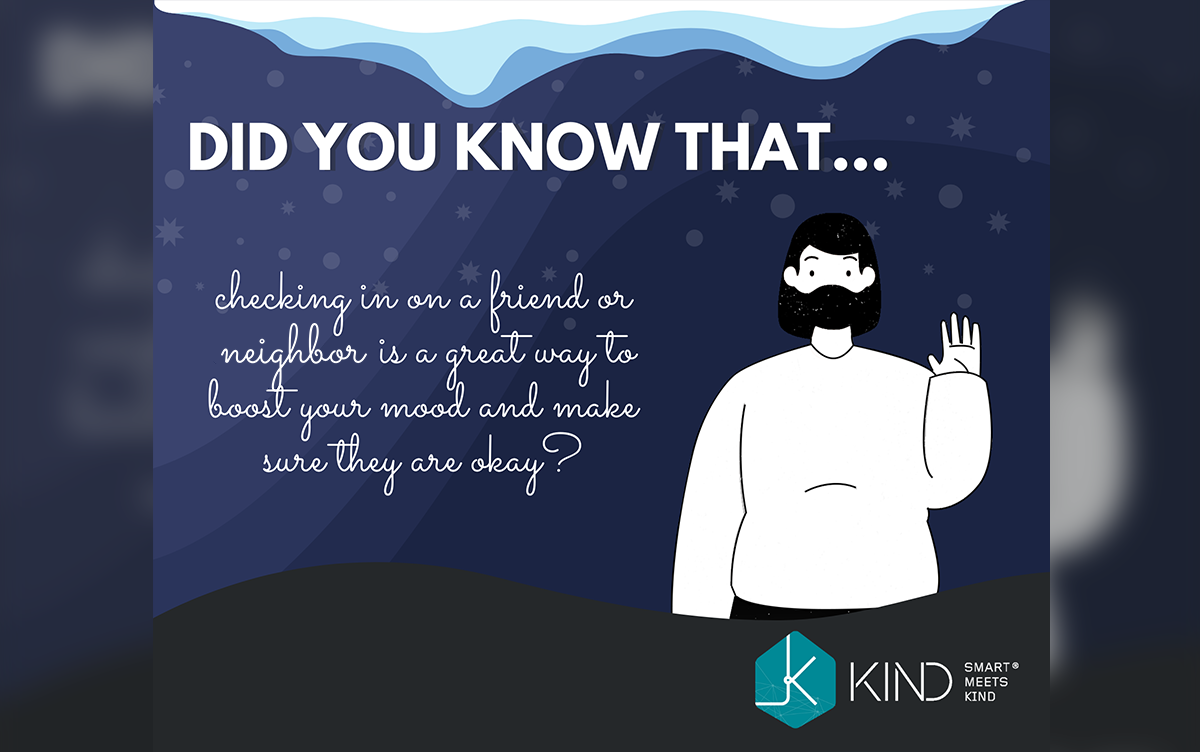 DID YOU KNOW THAT...
checking in on a friend or
neighbor is a great way to
boost your mood and make
sure they are okay?
KIND
SMART®
MEETS
KIND